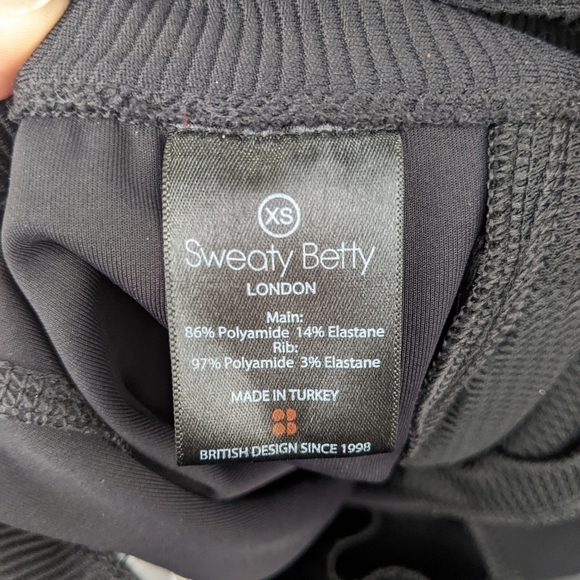 XS
Sweaty Betty
LONDON
Main:
86% Polyamide 14% Elastane
Rib:
97% Polyamide 3% Elastane
MADE IN TURKEY
BRITISH DESIGN SINCE 1998